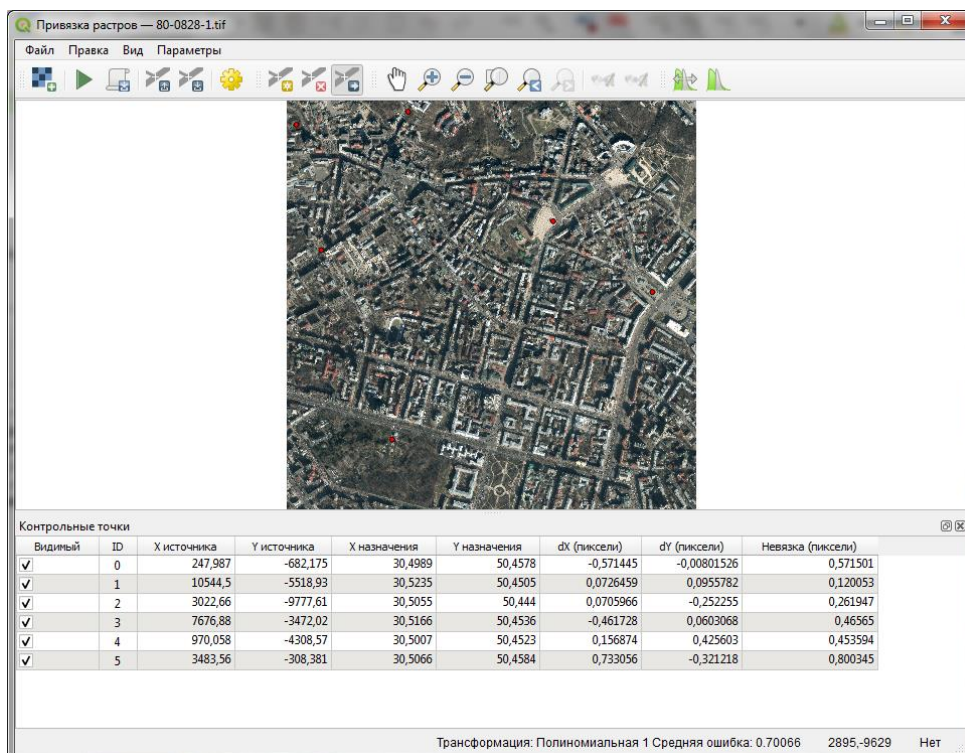 Привязка растров — 80-0828-1.tif
Файл Правка Вид Параметры
Контрольные точки
Видимый ID X источника Y источника X назначения Y назначения dX (пиксели) dY (пиксели) Невязка (пиксели)
0 247,987 -682,175 30,4989 50,4578 -0,571445 -0,00801526 0,571501
1 10544,5 -5518,93 30,5235 50,4505 0,0726459 0,0955782 0,120053
2 3022,66 -9777,61 30,5055 50,444 0,0705966 -0,252255 0,261947
3 7676,88 -3472,02 30,5166 50,4536 -0,461728 0,0603068 0,46565
4 970,058 -4308,57 30,5007 50,4523 0,156874 0,425603 0,453594
5 3483,56 -308,381 30,5066 50,4584 0,733056 -0,321218 0,800345
Трансформация: Полиномиальная 1 Средняя ошибка: 0.70066 2895,-9629 Нет